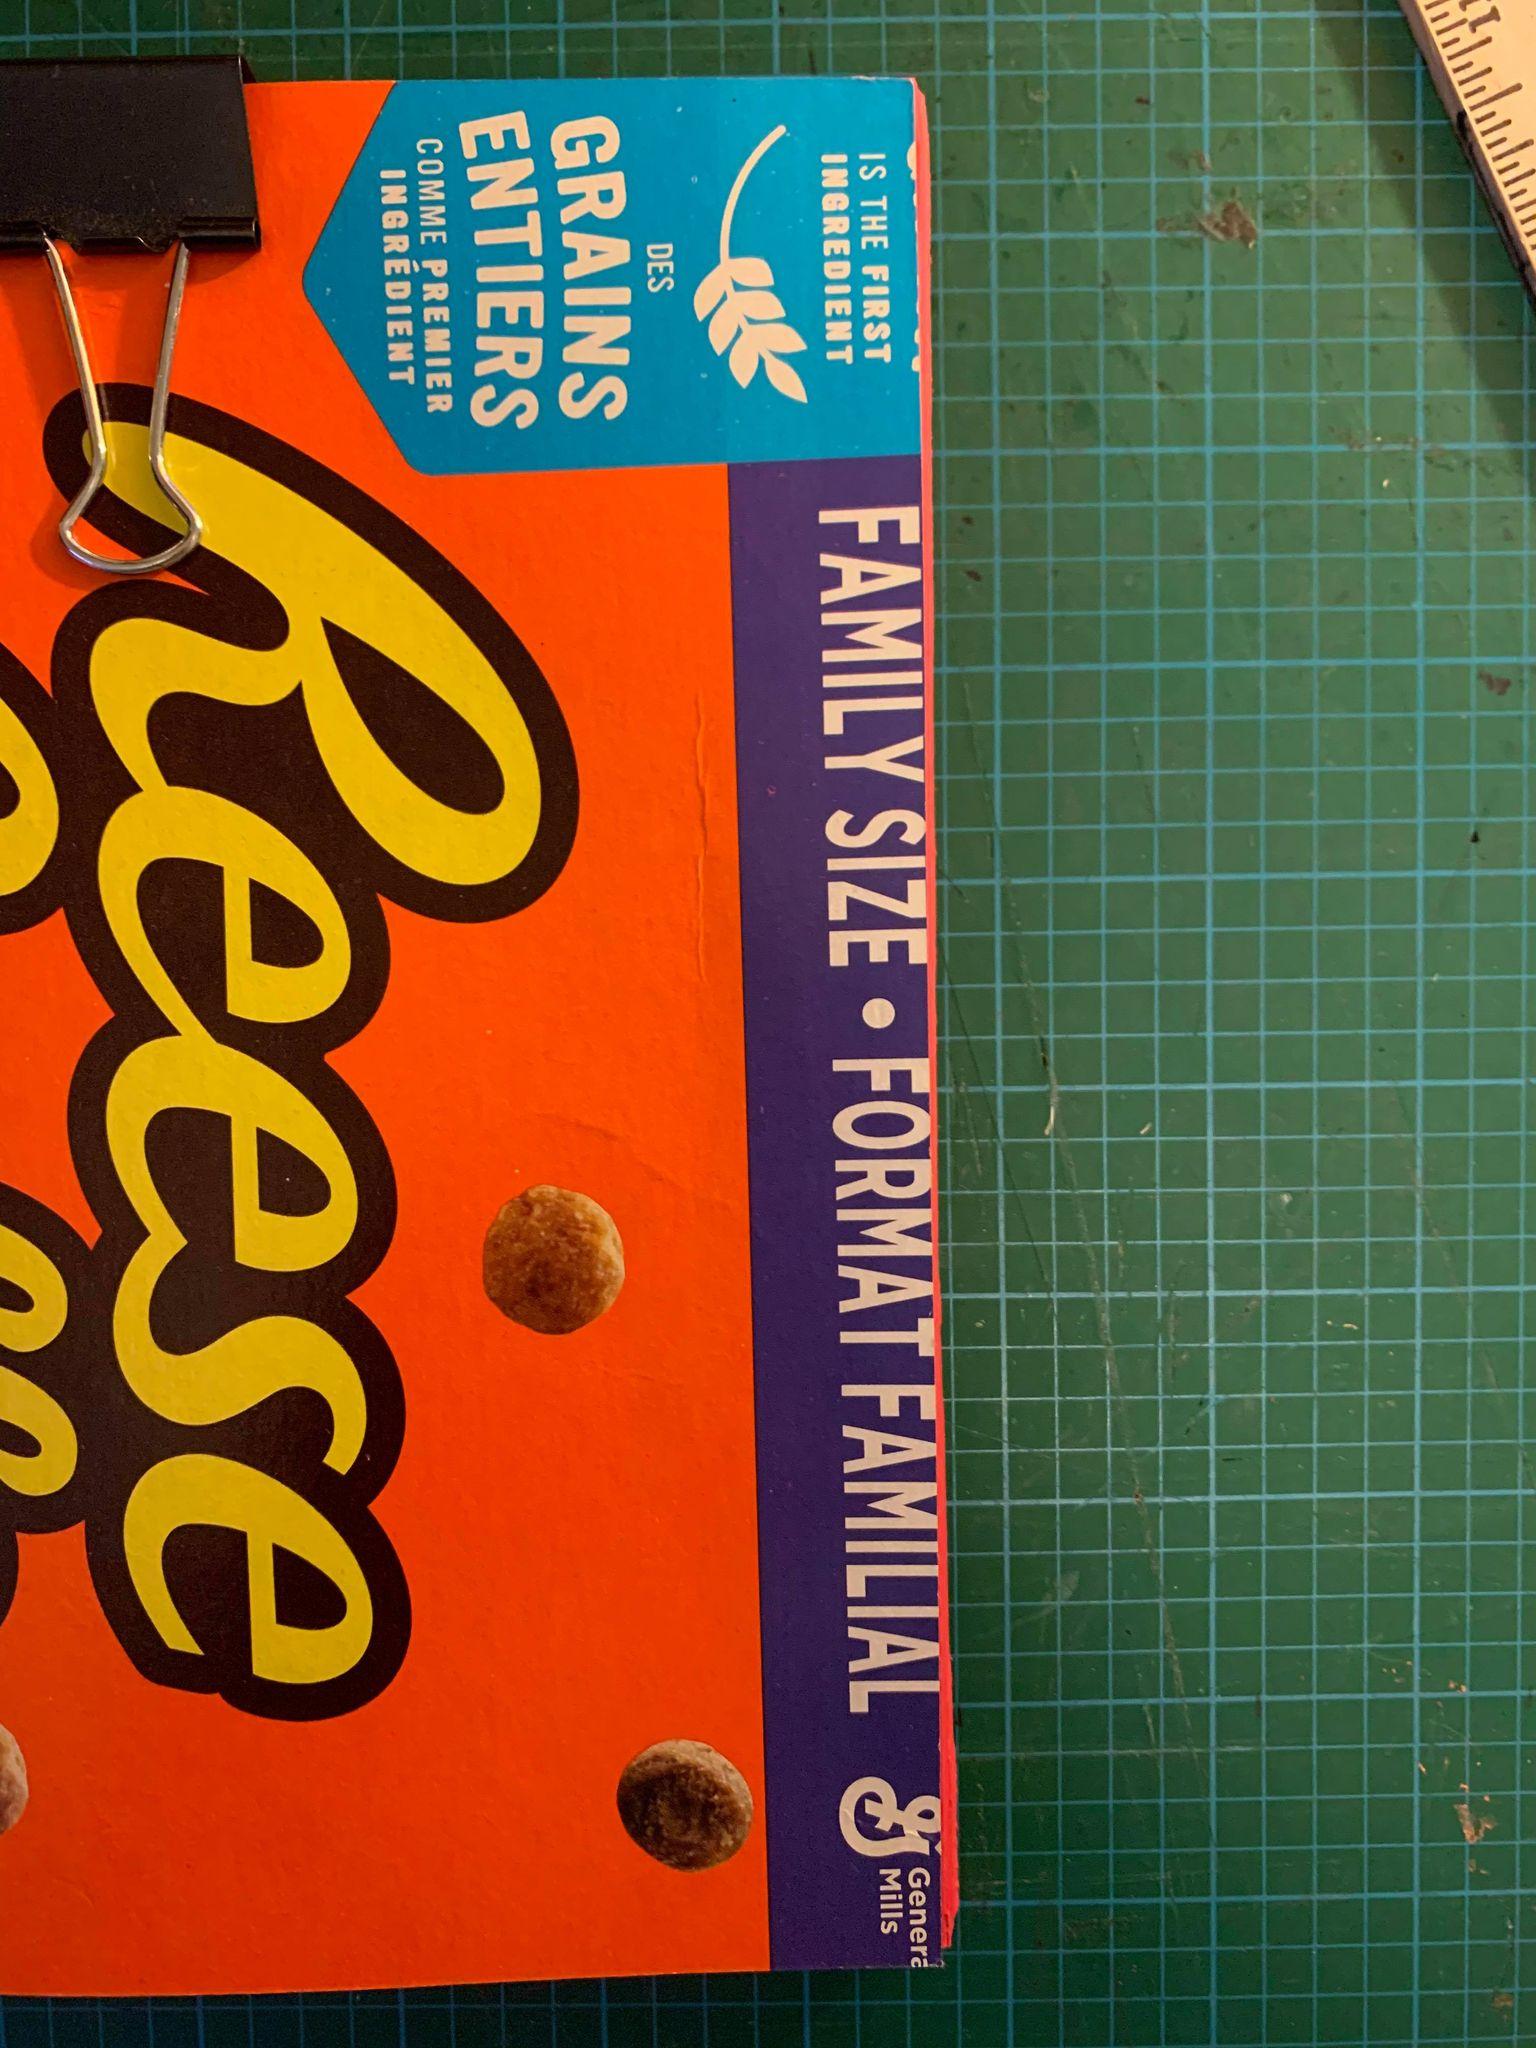 IS THE FIRST
INGREDIENT
DES
GRAINS
ENTIERS
COMME PREMIER
INGRÉDIENT
FAMILY SIZE • FORMAT FAMILIAL
General
Mills
Reese